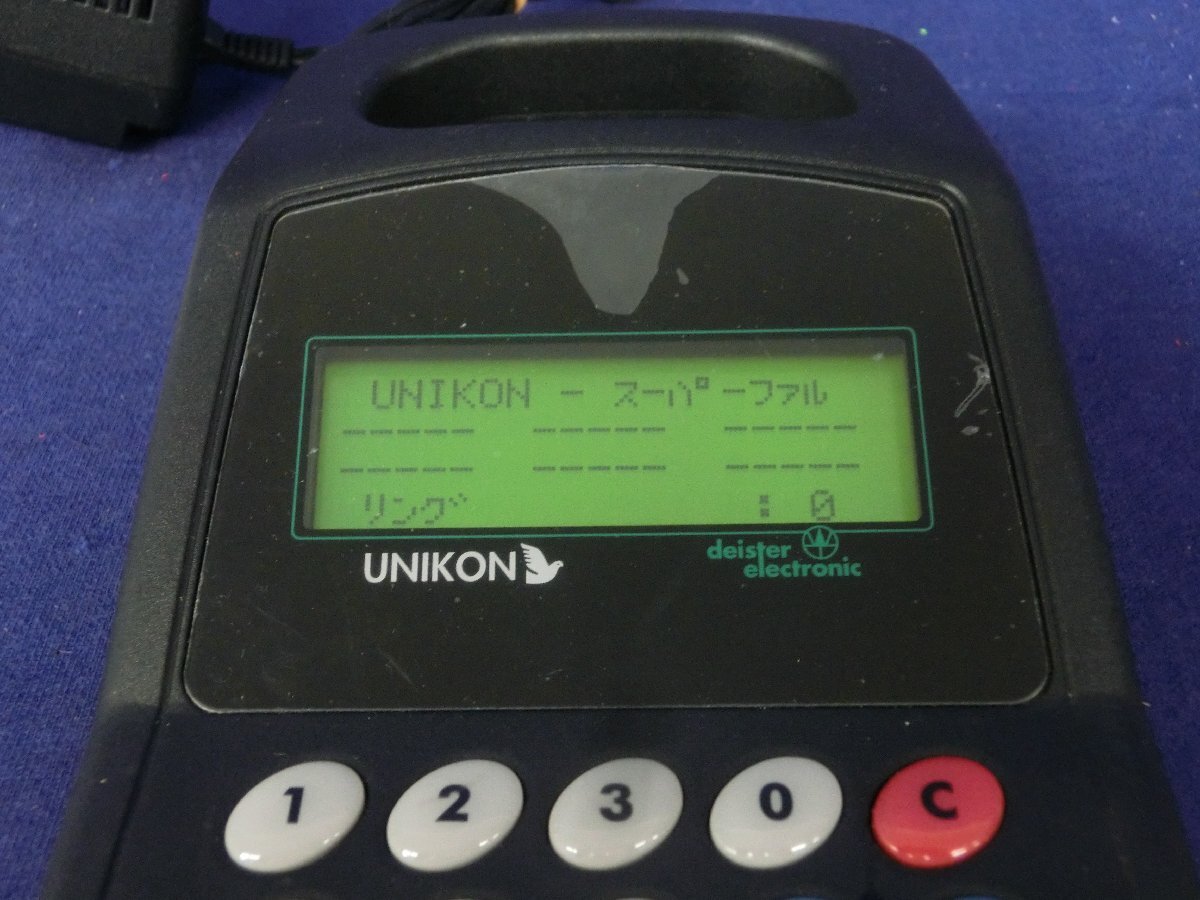 UNIKON - スーパーファル
----- ----- -----
----- ----- -----
リング : 0
UNIKON
deister
electronic
1 2 3 0 C